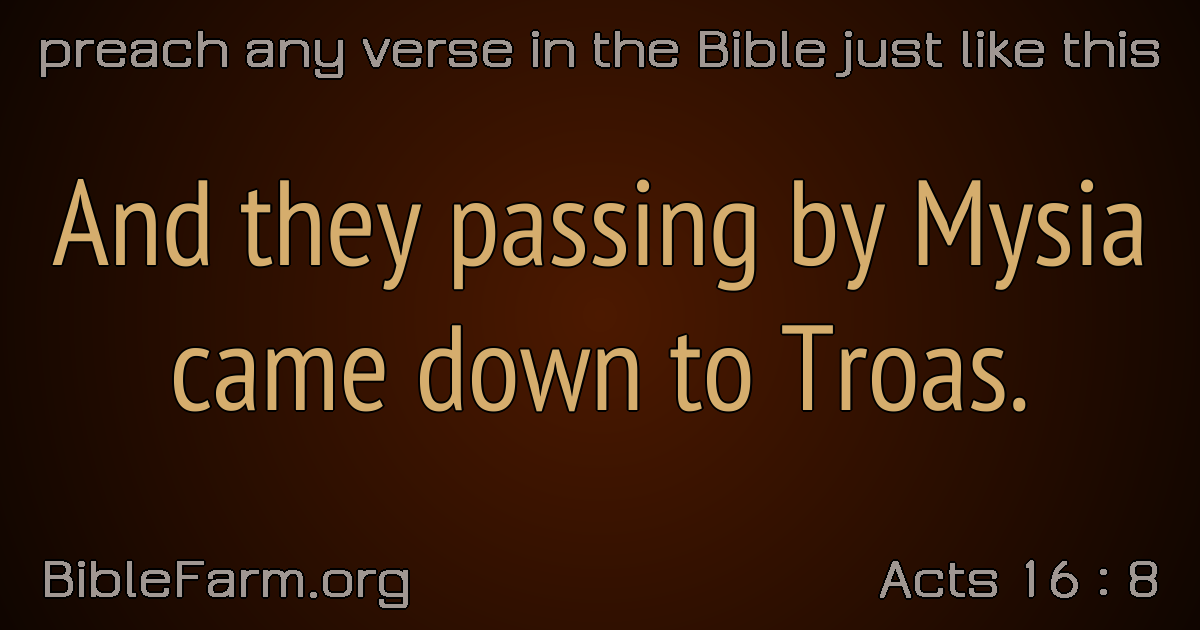 preach any verse in the Bible just like this
And they passing by Mysia
came down to Troas.
BibleFarm.org
Acts 16 : 8